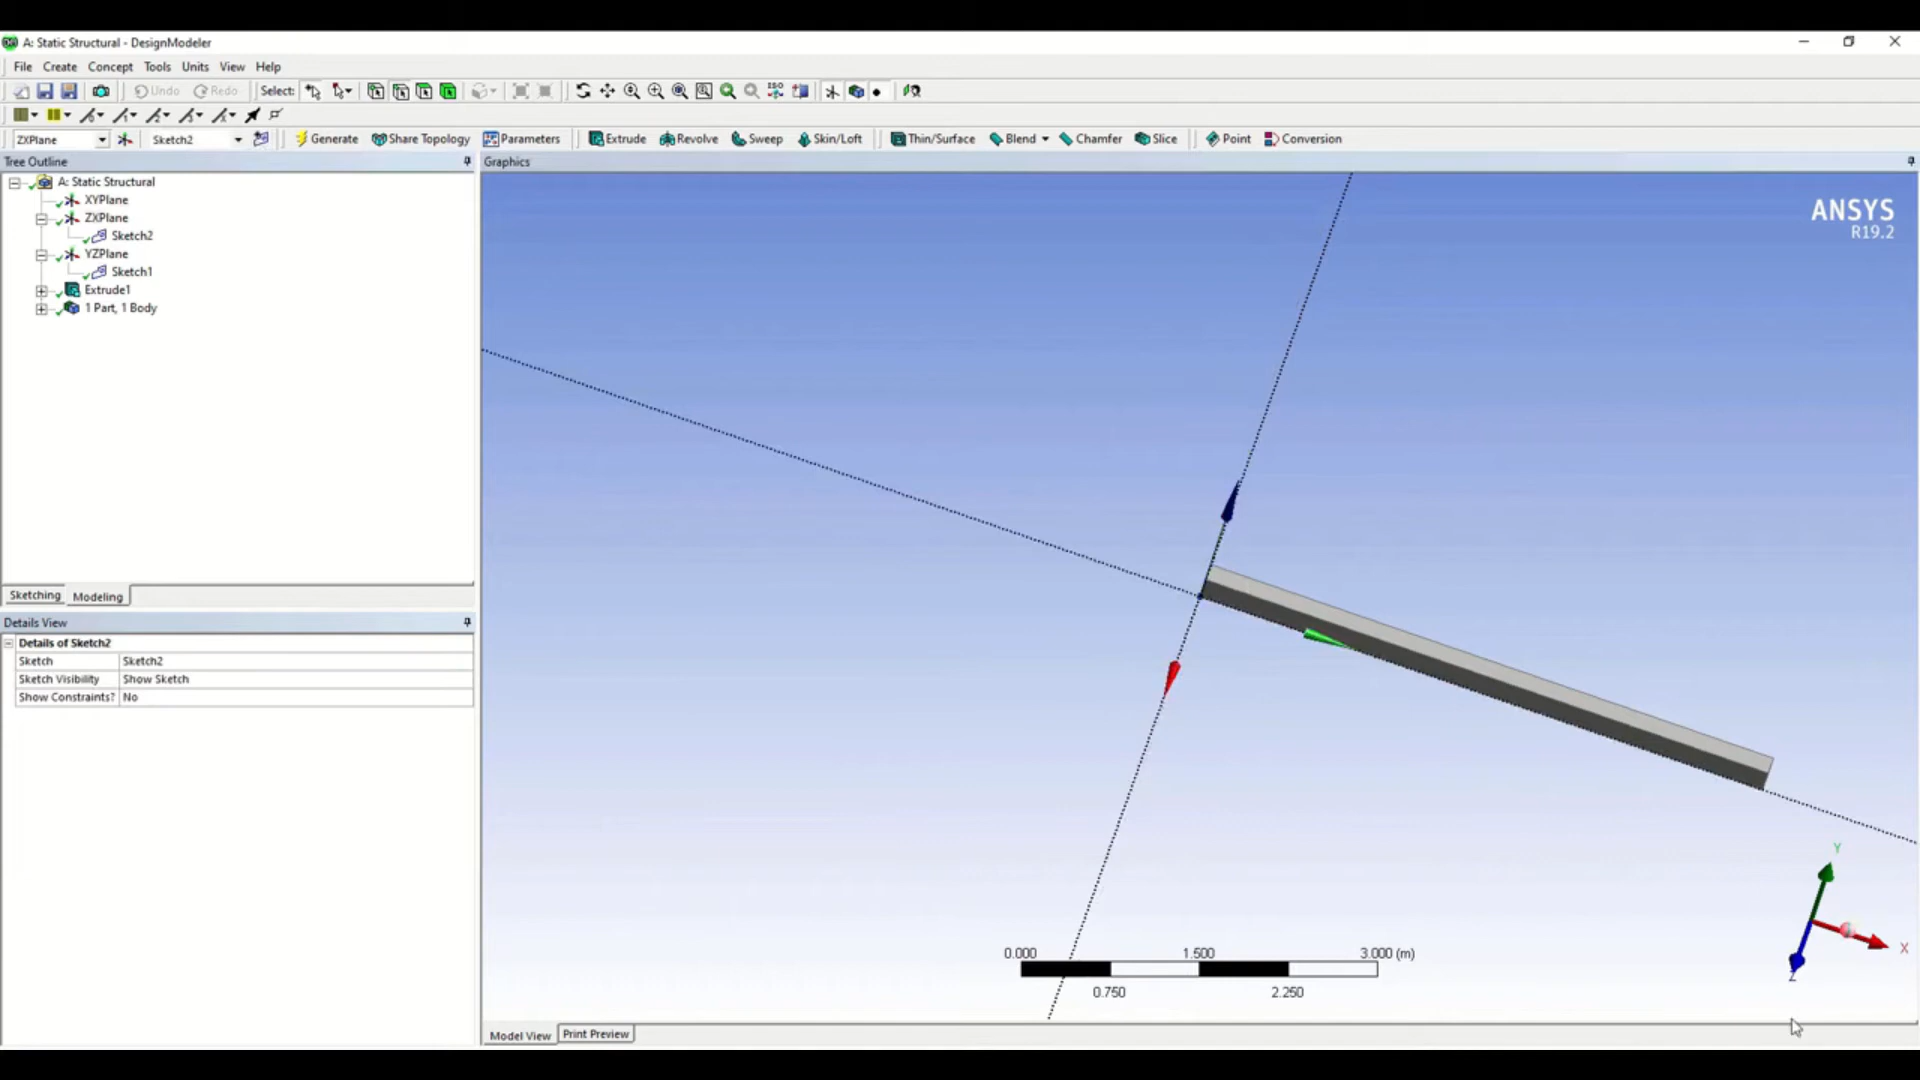 A: Static Structural - DesignModeler
File Create Concept Tools Units View Help
Undo Redo Select: ISO
ZXPlane Sketch2 Generate Share Topology Parameters Extrude Revolve Sweep Skin/Loft Thin/Surface Blend Chamfer Slice Point Conversion
Tree Outline
Graphics
A: Static Structural
XYPlane
ZXPlane
Sketch2
YZPlane
Sketch1
Extrude1
1 Part, 1 Body
ANSYS
R19.2
Sketching Modeling
Details View
Details of Sketch2
Sketch Sketch2
Sketch Visibility Show Sketch
Show Constraints? No
Y
X
Z
0.000 1.500 3.000 (m)
0.750 2.250
Model View Print Preview